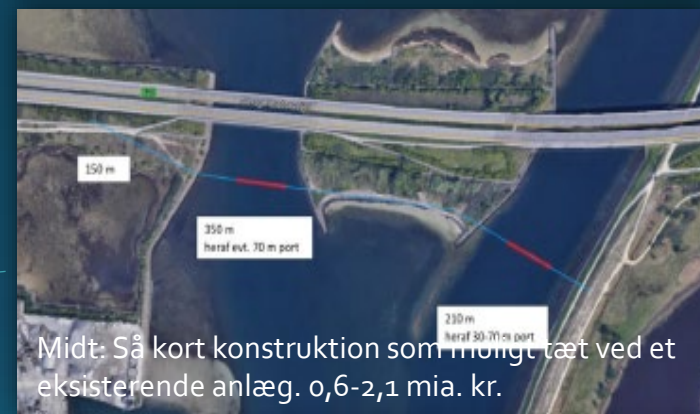 150 m
350 m
heraf evt. 70 m port
210 m
heraf 30-70 m port
Midt: Så kort konstruktion som muligt tæt ved et
eksisterende anlæg. 0,6-2,1 mia. kr.